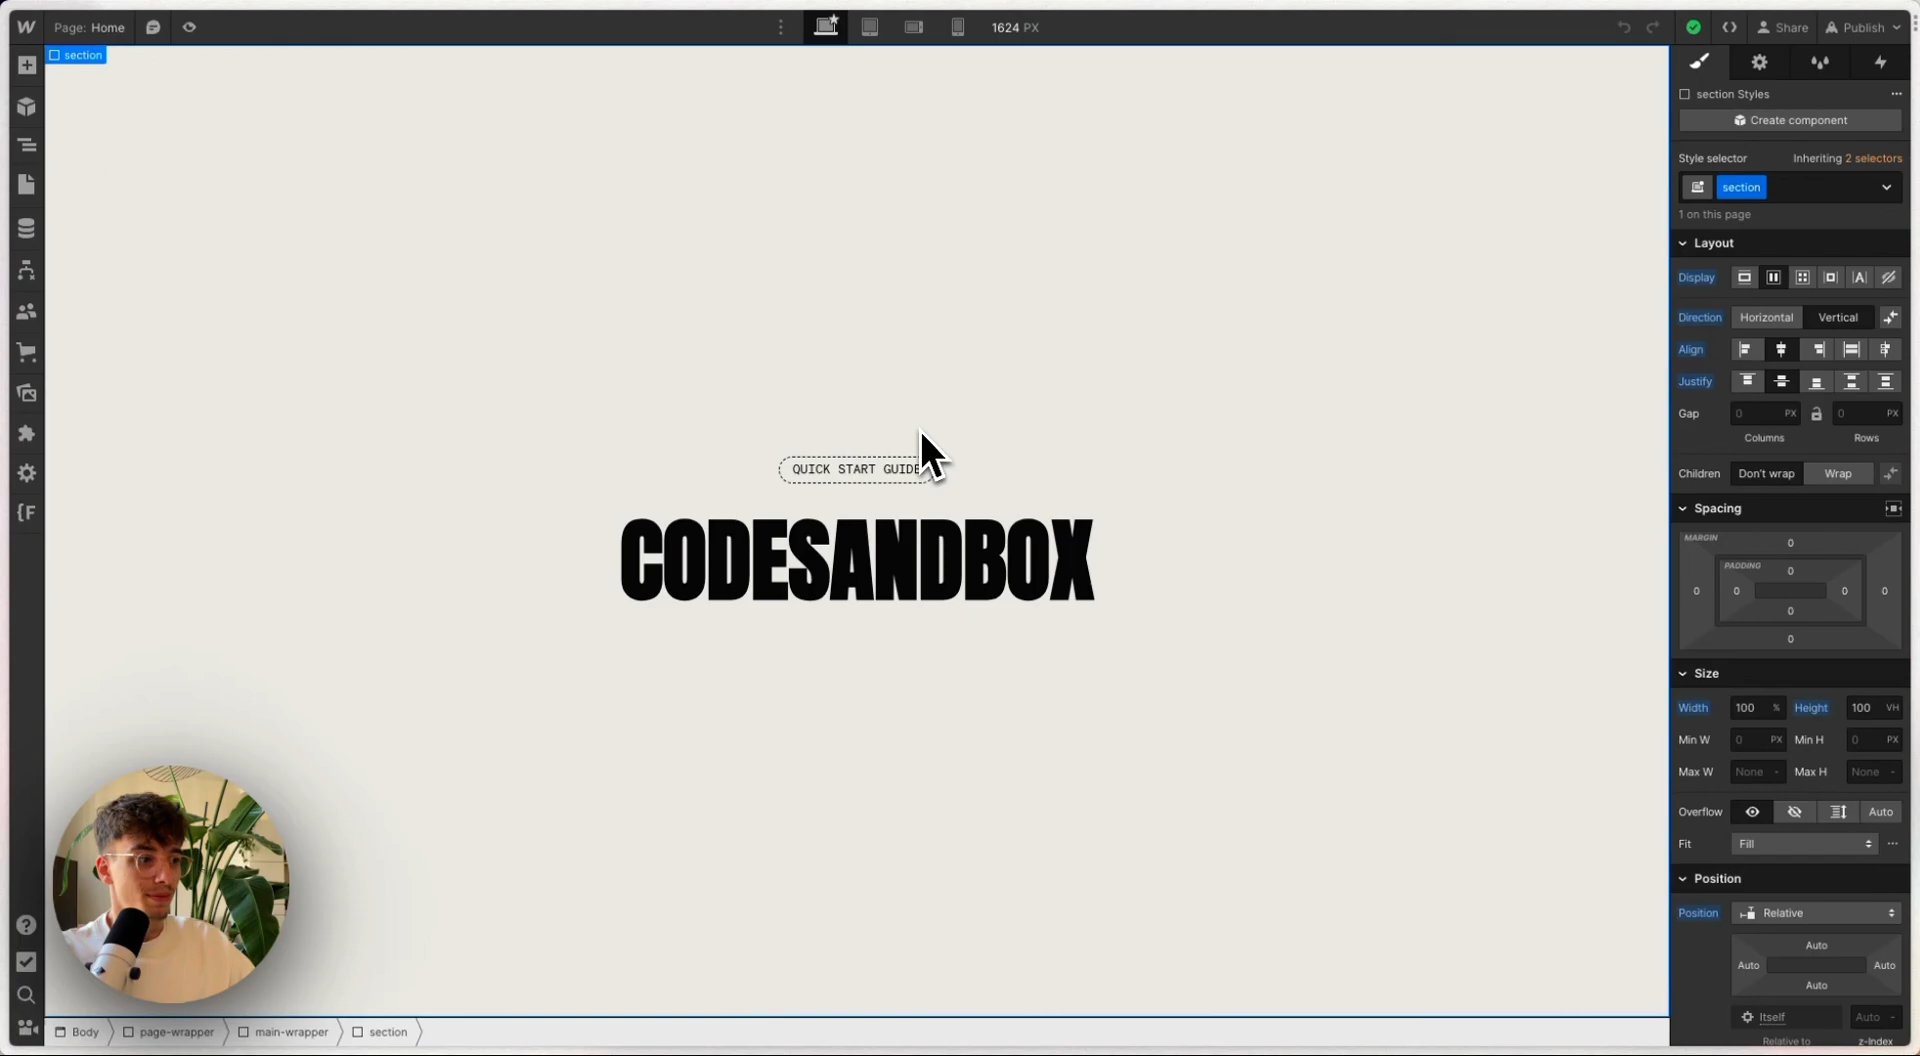 Page: Home
1624 PX
Share
Publish
section
section Styles
Create component
Style selector
Inheriting 2 selectors
section
1 on this page
Layout
Display
Direction
Horizontal
Vertical
Align
Justify
Gap
0 PX
0 PX
Columns
Rows
Children
Don't wrap
Wrap
QUICK START GUIDE
CODESANDBOX
Spacing
MARGIN
0
PADDING
0
0
0
0
0
0
0
Size
Width
100 %
Height
100 VH
Min W
0 PX
Min H
0 PX
Max W
None -
Max H
None -
Overflow
Auto
Fit
Fill
Position
Position
Relative
Auto
Auto
Auto
Auto
Itself
Auto -
Relative to
z-Index
{F
Body
page-wrapper
main-wrapper
section